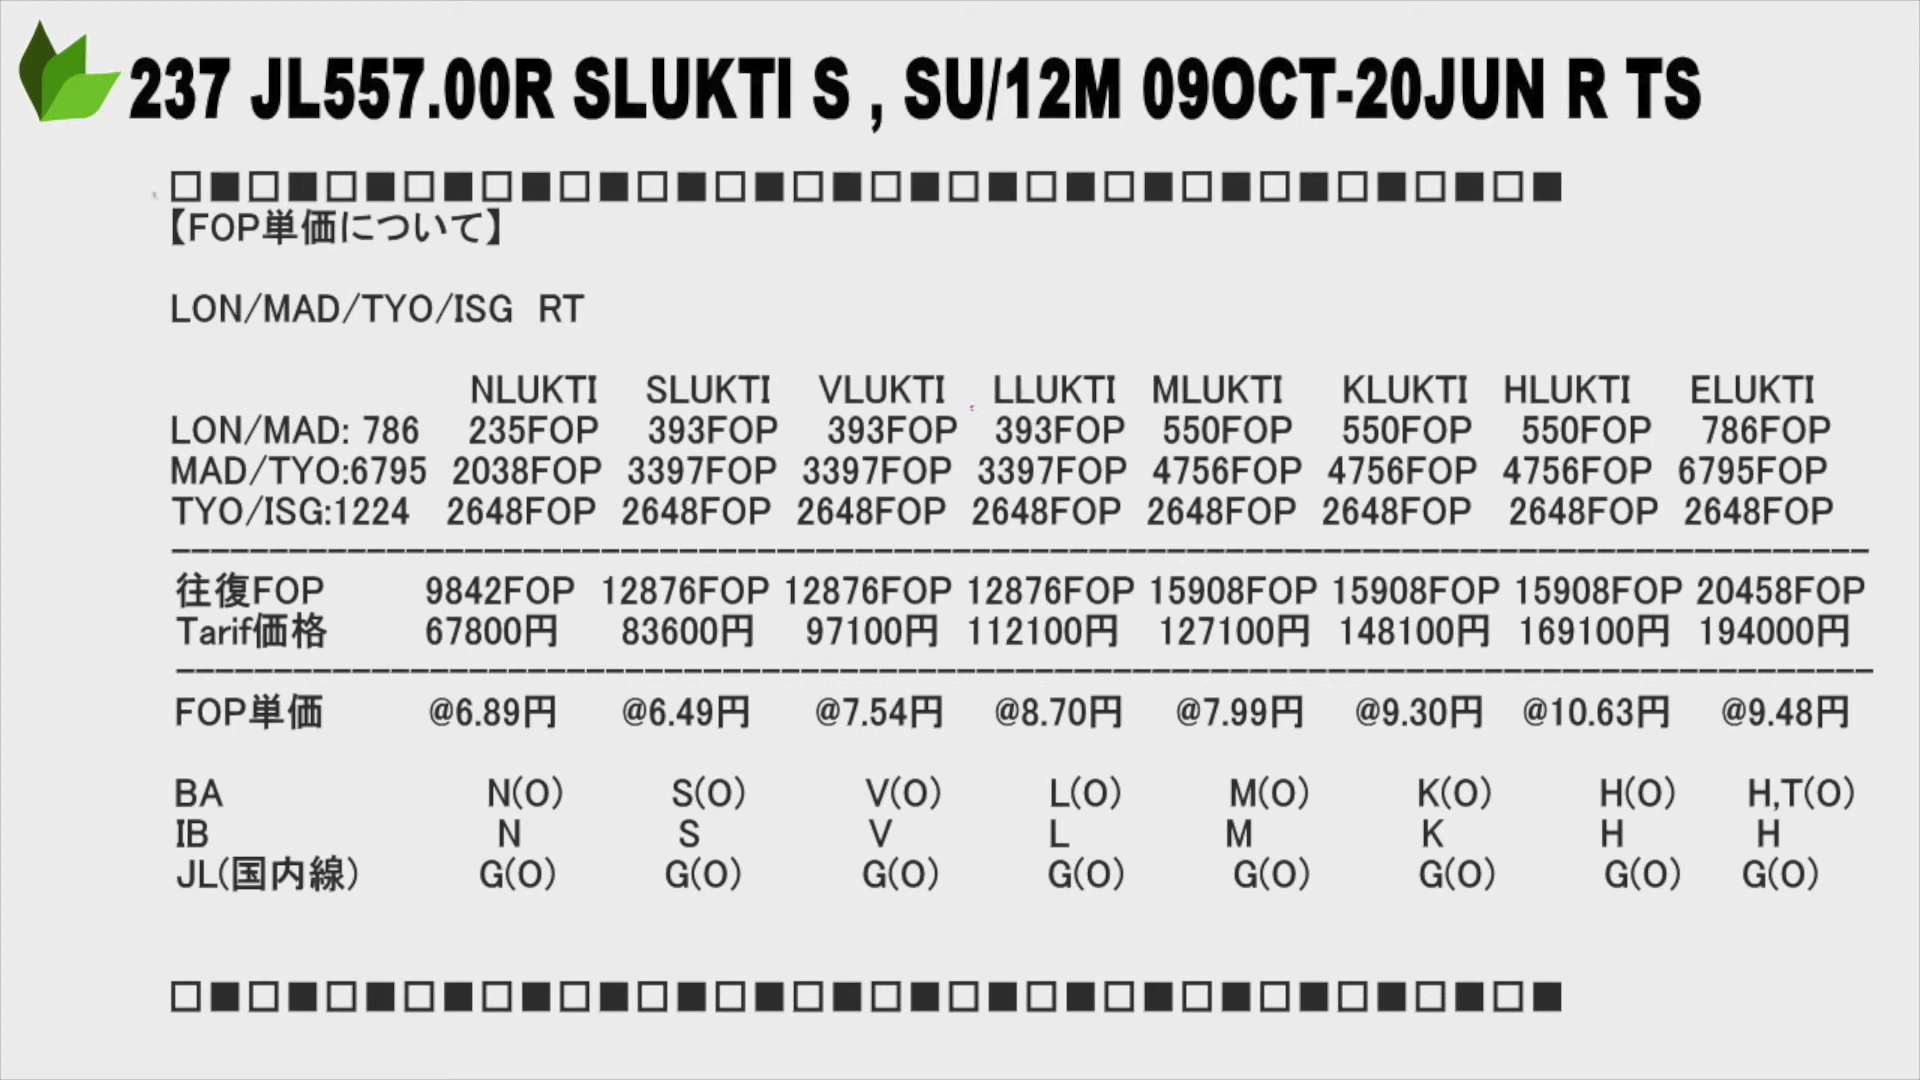 237 JL557.00R SLUKTI S , SU/12M 09OCT-20JUN R TS
□■□■□■□■□■□■□■□■□■□■□■□■□■□■□■□■□■□■
【FOP単価について】
LON/MAD/TYO/ISG RT
NLUKTI SLUKTI VLUKTI LLUKTI MLUKTI KLUKTI HLUKTI ELUKTI
LON/MAD: 786 235FOP 393FOP 393FOP 393FOP 550FOP 550FOP 550FOP 786FOP
MAD/TYO:6795 2038FOP 3397FOP 3397FOP 3397FOP 4756FOP 4756FOP 4756FOP 6795FOP
TYO/ISG:1224 2648FOP 2648FOP 2648FOP 2648FOP 2648FOP 2648FOP 2648FOP 2648FOP
往復FOP 9842FOP 12876FOP 12876FOP 12876FOP 15908FOP 15908FOP 15908FOP 20458FOP
Tarif価格 67800円 83600円 97100円 112100円 127100円 148100円 169100円 194000円
FOP単価 @6.89円 @6.49円 @7.54円 @8.70円 @7.99円 @9.30円 @10.63円 @9.48円
BA N(O) S(O) V(O) L(O) M(O) K(O) H(O) H,T(O)
IB N S V L M K H H
JL(国内線) G(O) G(O) G(O) G(O) G(O) G(O) G(O) G(O)
□■□■□■□■□■□■□■□■□■□■□■□■□■□■□■□■□■□■